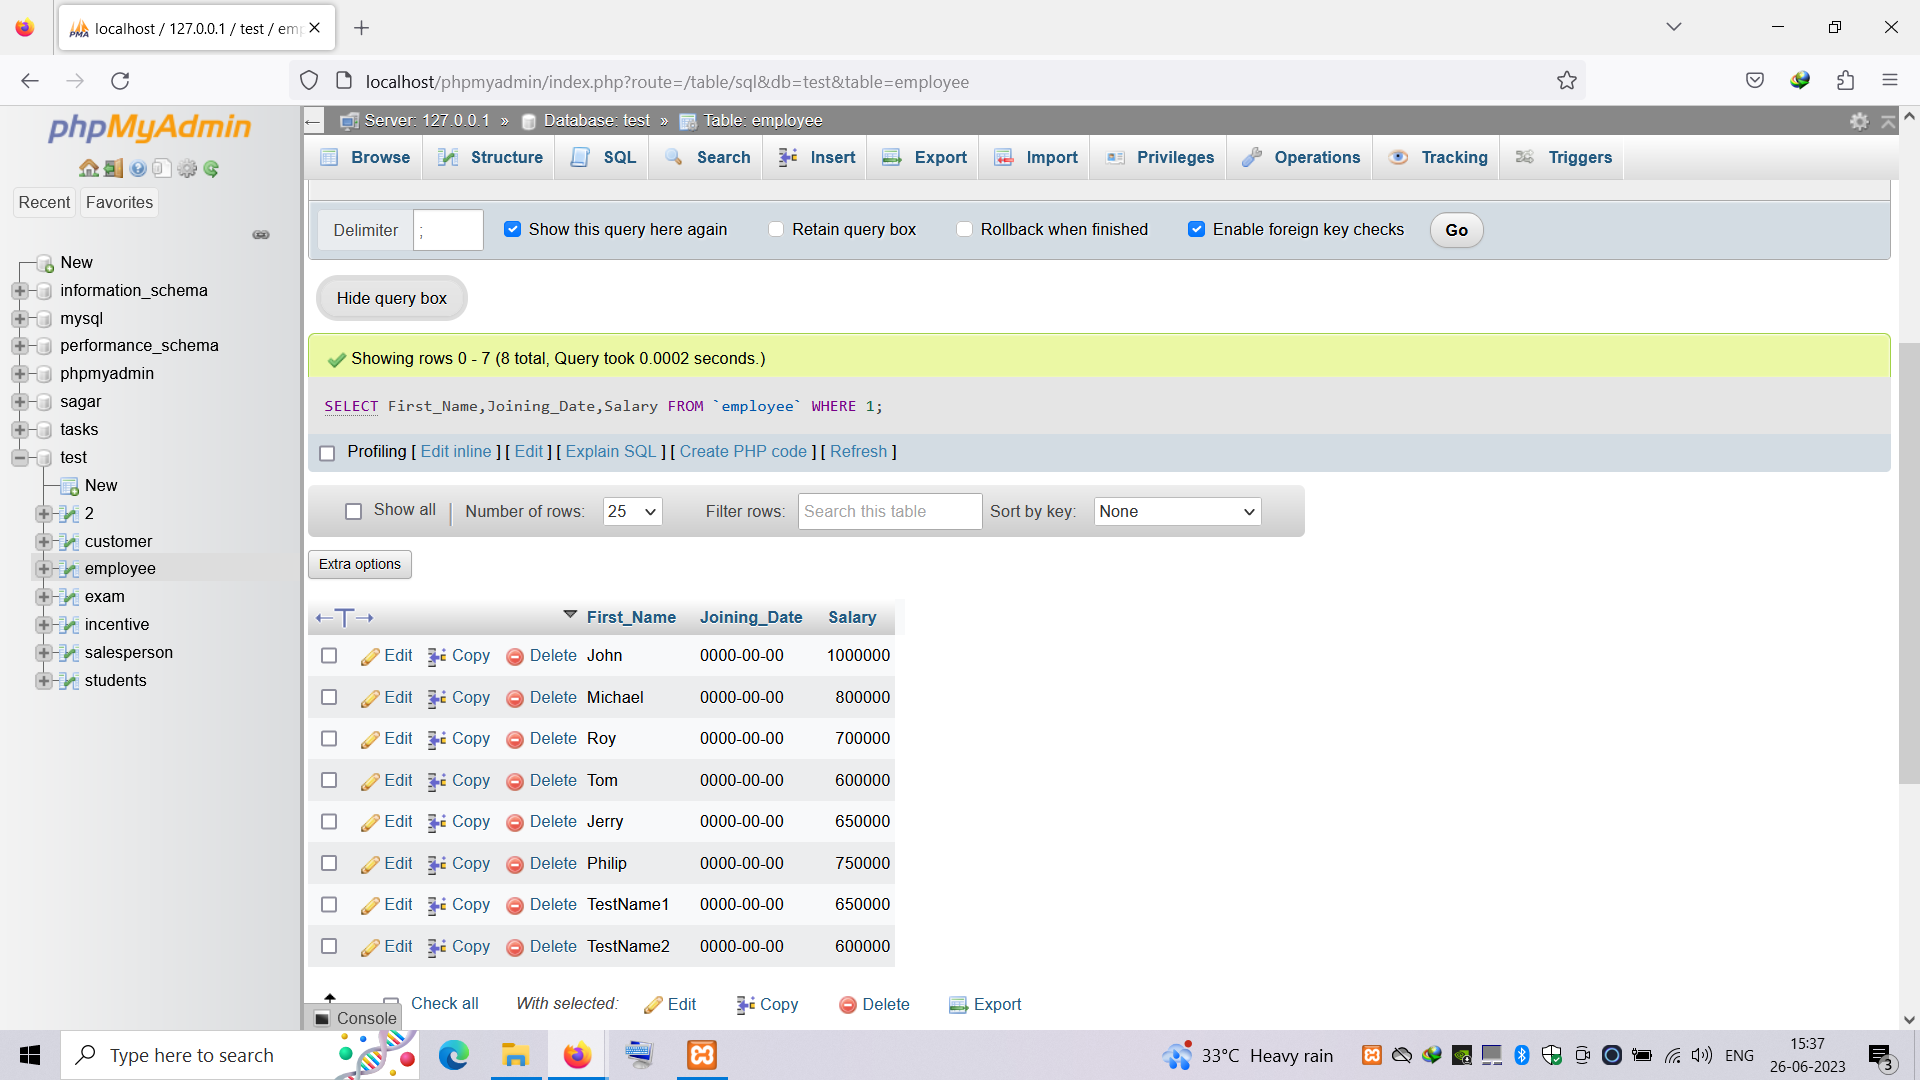 localhost / 127.0.0.1 / test / emp
localhost/phpmyadmin/index.php?route=/table/sql&db=test&table=employee
phpMyAdmin
Recent
Favorites
New
information_schema
mysql
performance_schema
phpmyadmin
sagar
tasks
test
New
2
customer
employee
exam
incentive
salesperson
students
Server: 127.0.0.1 » Database: test » Table: employee
Browse Structure SQL Search Insert Export Import Privileges Operations Tracking Triggers
Delimiter ; Show this query here again Retain query box Rollback when finished Enable foreign key checks Go
Hide query box
Showing rows 0 - 7 (8 total, Query took 0.0002 seconds.)
SELECT First_Name,Joining_Date,Salary FROM `employee` WHERE 1;
Profiling [ Edit inline ] [ Edit ] [ Explain SQL ] [ Create PHP code ] [ Refresh ]
Show all | Number of rows: 25 Filter rows: Search this table Sort by key: None
Extra options
←T→ First_Name Joining_Date Salary
Edit Copy Delete John 0000-00-00 1000000
Edit Copy Delete Michael 0000-00-00 800000
Edit Copy Delete Roy 0000-00-00 700000
Edit Copy Delete Tom 0000-00-00 600000
Edit Copy Delete Jerry 0000-00-00 650000
Edit Copy Delete Philip 0000-00-00 750000
Edit Copy Delete TestName1 0000-00-00 650000
Edit Copy Delete TestName2 0000-00-00 600000
Check all With selected: Edit Copy Delete Export
Console
Type here to search
33°C Heavy rain
ENG
15:37
26-06-2023
3